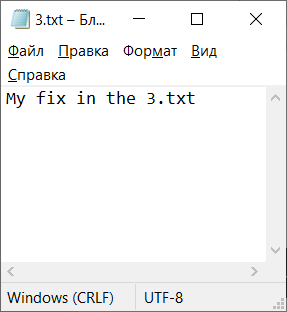 3.txt – Бл...
Файл Правка Формат Вид
Справка
My fix in the 3.txt
Windows (CRLF) UTF-8